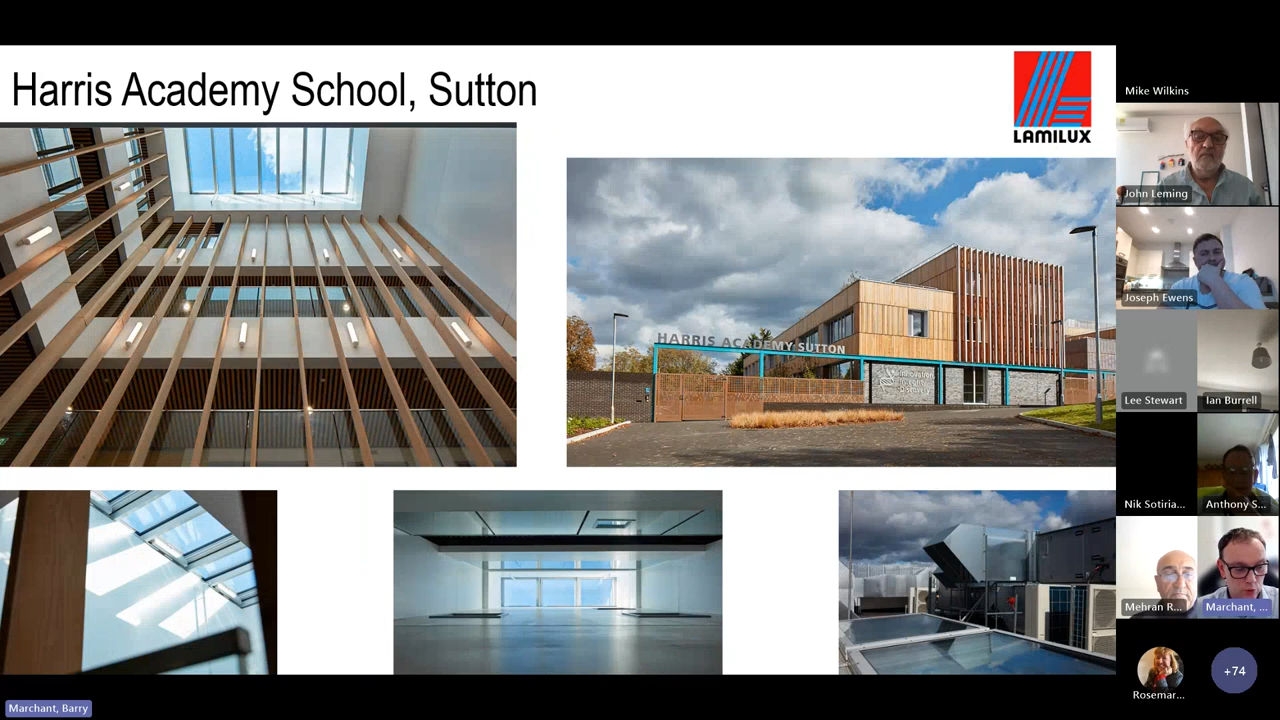 Harris Academy School, Sutton
LAMILUX
HARRIS ACADEMY SUTTON
Mike Wilkins
John Leming
Joseph Ewens
Lee Stewart
Ian Burrell
Nik Sotiria...
Anthony S...
Mehran R...
Marchant, ...
Rosemar...
+74
Marchant, Barry